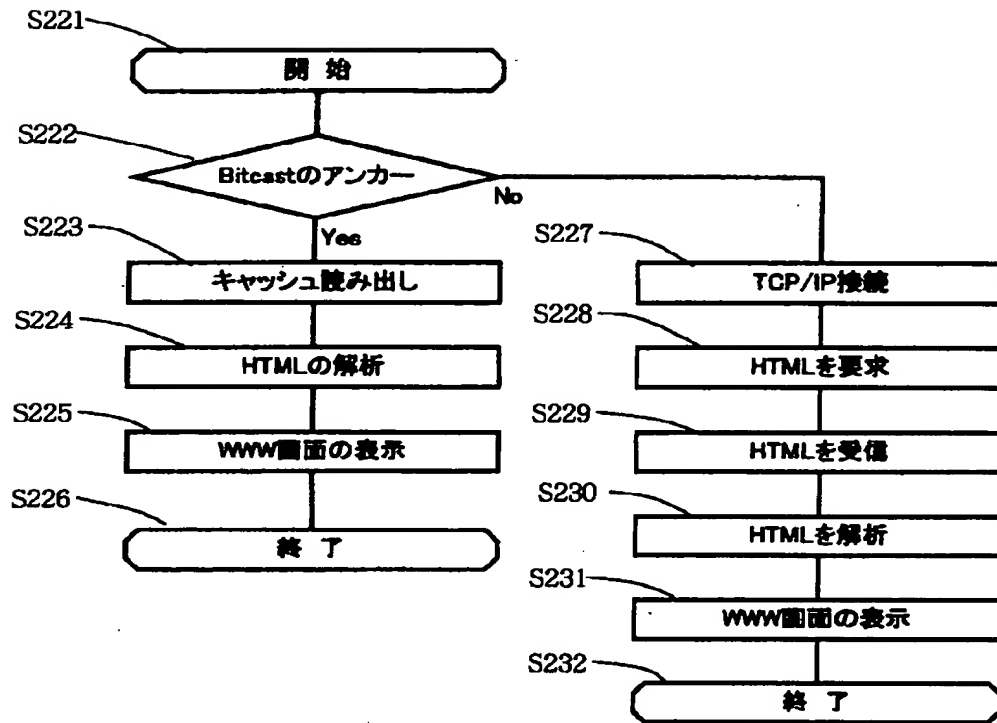 S221
開 始
S222
Bitcastのアンカー
No
Yes
S223
キャッシュ読み出し
S224
HTMLの解析
S225
WWW画面の表示
S226
終 了
S227
TCP/IP接続
S228
HTMLを要求
S229
HTMLを受信
S230
HTMLを解析
S231
WWW画面の表示
S232
終 了